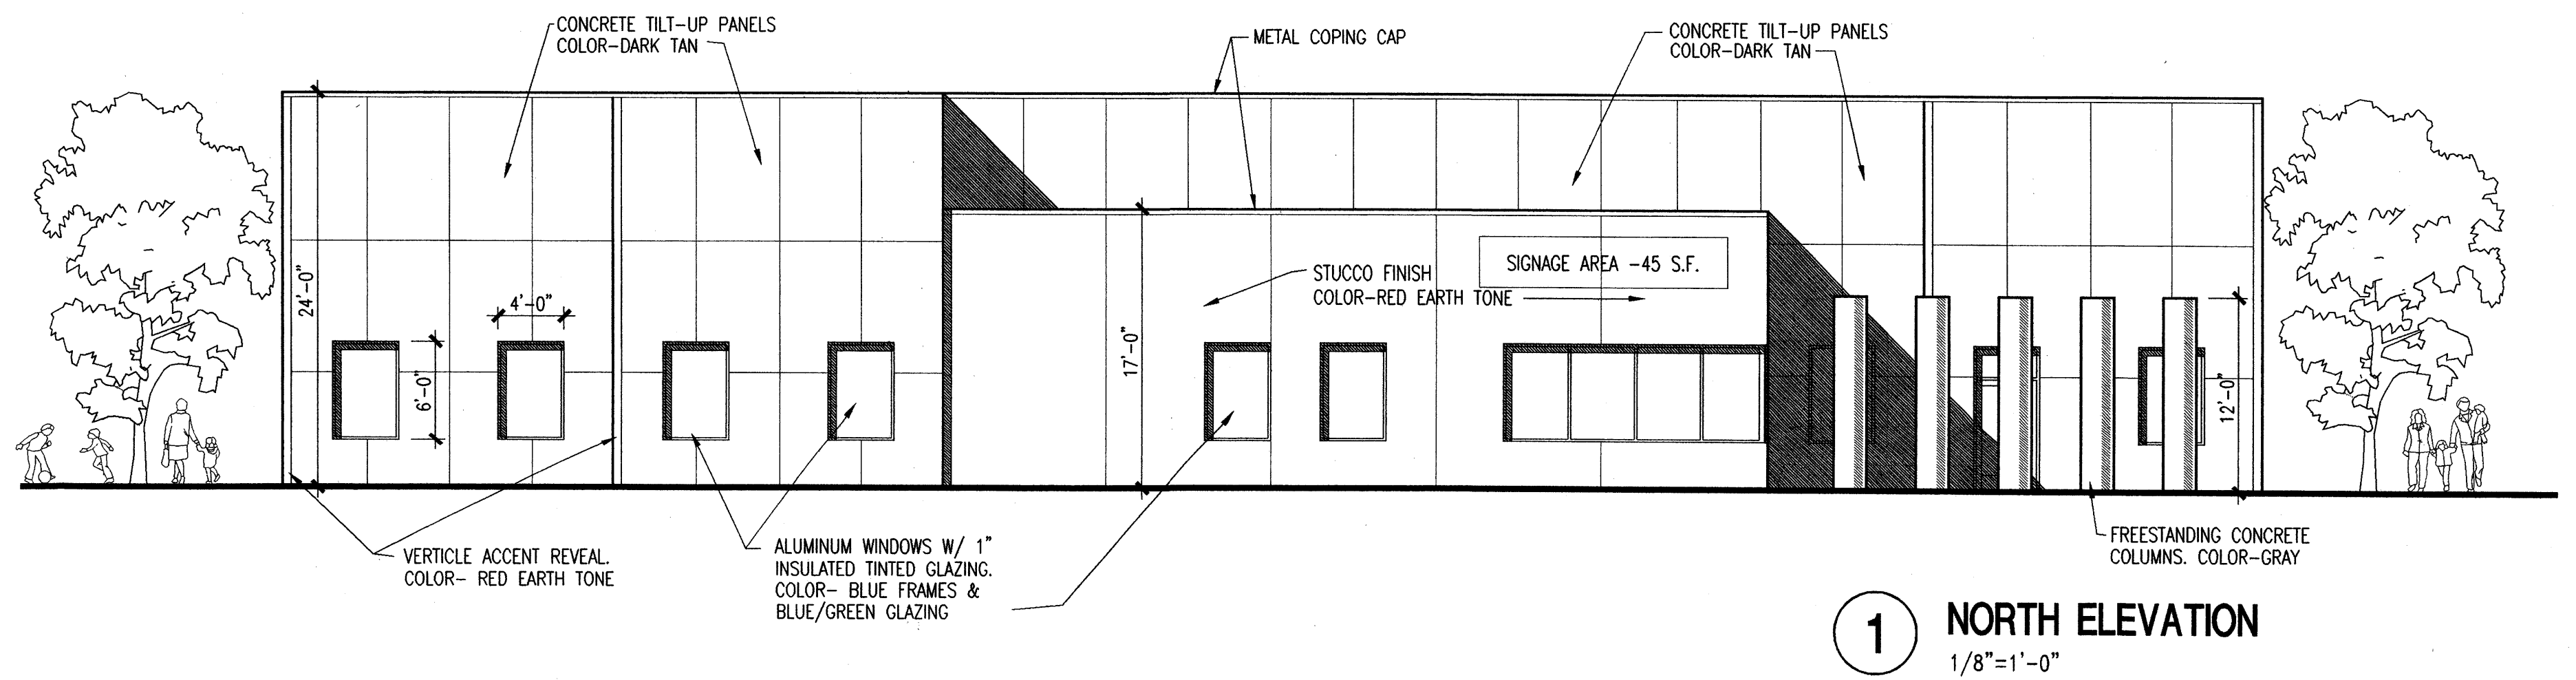 CONCRETE TILT-UP PANELS
COLOR-DARK TAN
METAL COPING CAP
CONCRETE TILT-UP PANELS
COLOR-DARK TAN
24'-0"
4'-0"
6'-0"
17'-0"
STUCCO FINISH
COLOR-RED EARTH TONE
SIGNAGE AREA -45 S.F.
12'-0"
VERTICLE ACCENT REVEAL.
COLOR- RED EARTH TONE
ALUMINUM WINDOWS W/ 1"
INSULATED TINTED GLAZING.
COLOR- BLUE FRAMES &
BLUE/GREEN GLAZING
FREESTANDING CONCRETE
COLUMNS. COLOR-GRAY
1
NORTH ELEVATION
1/8"=1'-0"